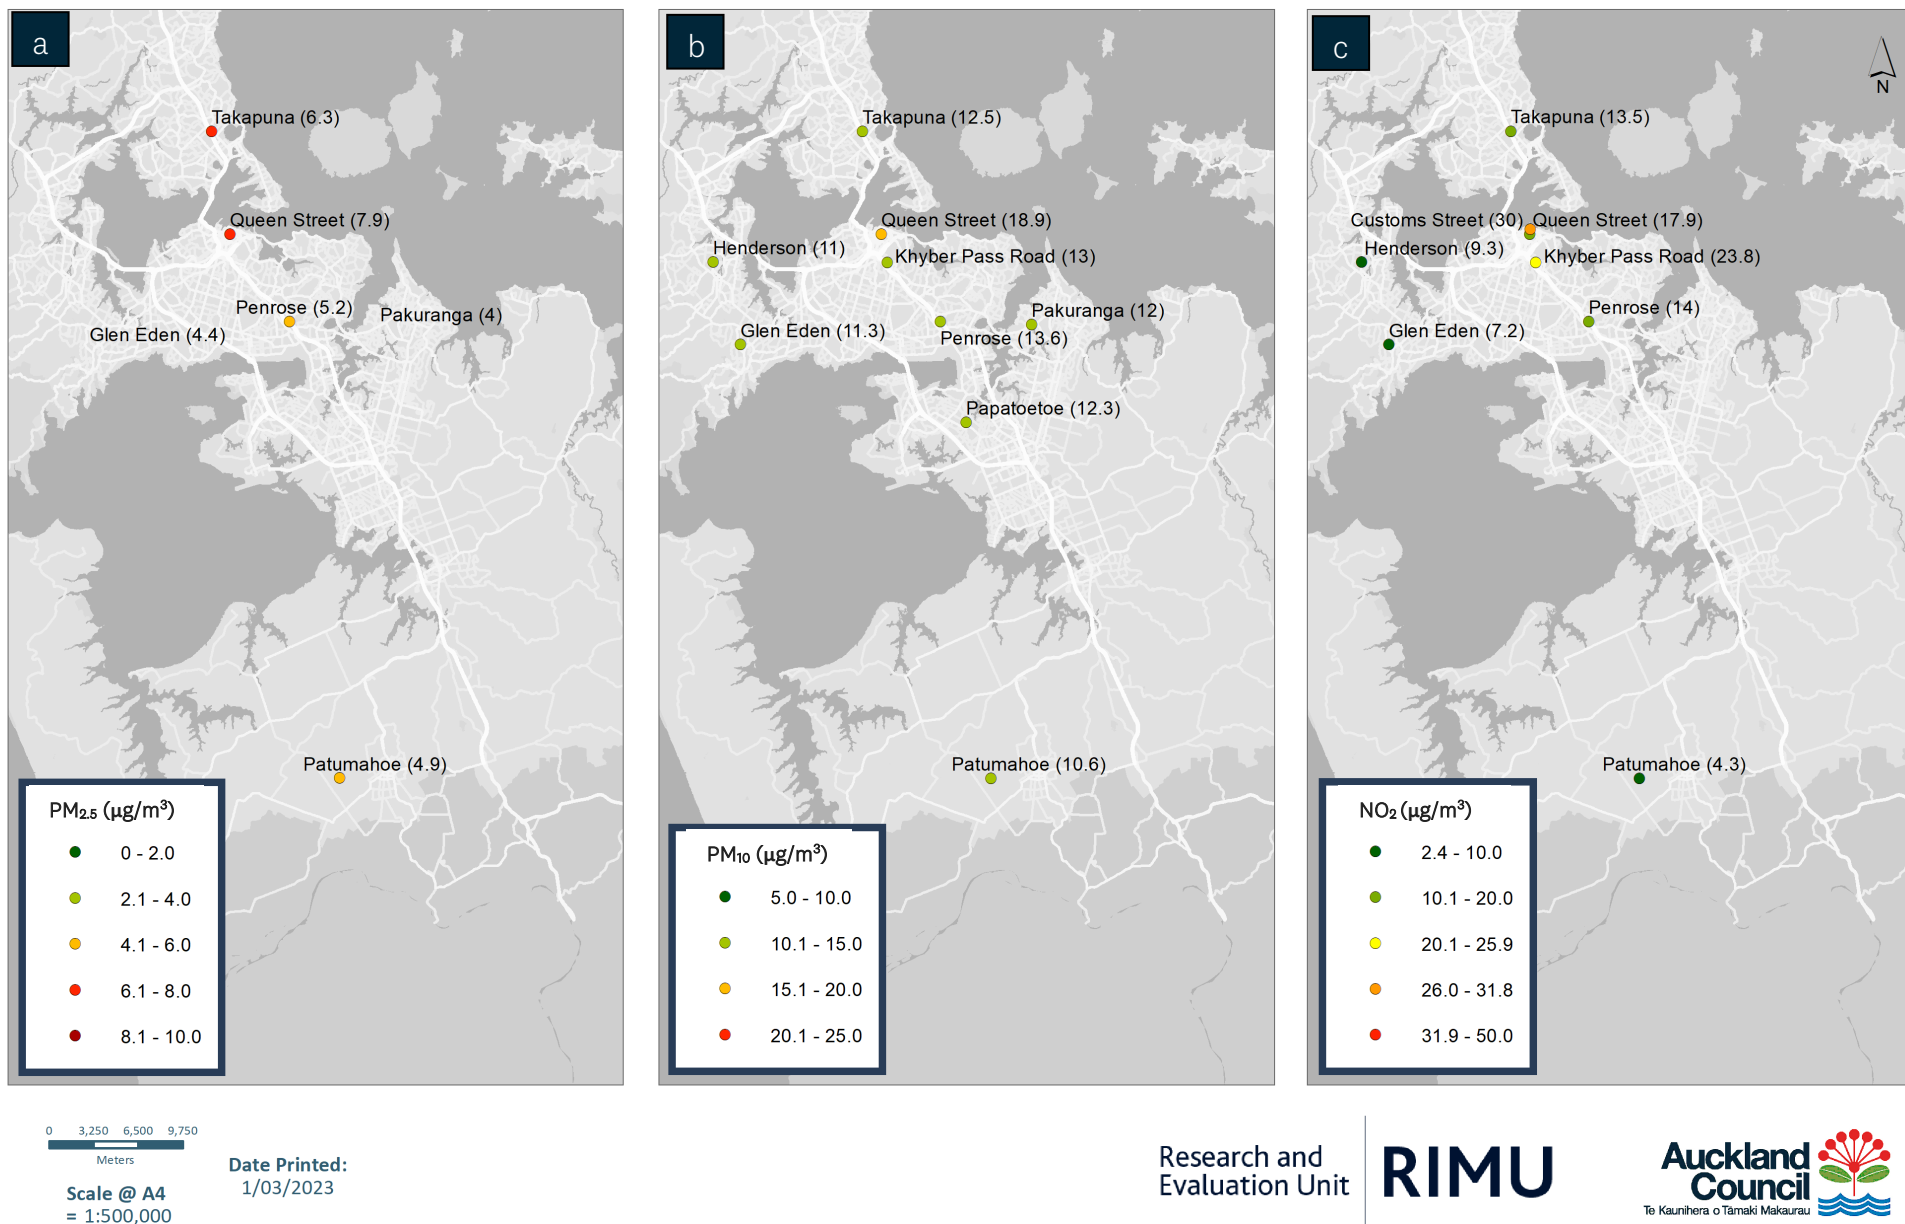 a
Takapuna (6.3)
Queen Street (7.9)
Penrose (5.2)
Pakuranga (4)
Glen Eden (4.4)
Patumahoe (4.9)
PM₂.₅ (µg/m³)
0 - 2.0
2.1 - 4.0
4.1 - 6.0
6.1 - 8.0
8.1 - 10.0
b
Takapuna (12.5)
Queen Street (18.9)
Henderson (11)
Khyber Pass Road (13)
Pakuranga (12)
Glen Eden (11.3)
Penrose (13.6)
Papatoetoe (12.3)
Patumahoe (10.6)
PM₁₀ (µg/m³)
5.0 - 10.0
10.1 - 15.0
15.1 - 20.0
20.1 - 25.0
c
N
Takapuna (13.5)
Customs Street (30) Queen Street (17.9)
Henderson (9.3)
Khyber Pass Road (23.8)
Penrose (14)
Glen Eden (7.2)
Patumahoe (4.3)
NO₂ (µg/m³)
2.4 - 10.0
10.1 - 20.0
20.1 - 25.9
26.0 - 31.8
31.9 - 50.0
0 3,250 6,500 9,750
Meters
Scale @ A4
= 1:500,000
Date Printed:
1/03/2023
Research and
Evaluation Unit
RIMU
Auckland
Council
Te Kaunihera o Tāmaki Makaurau